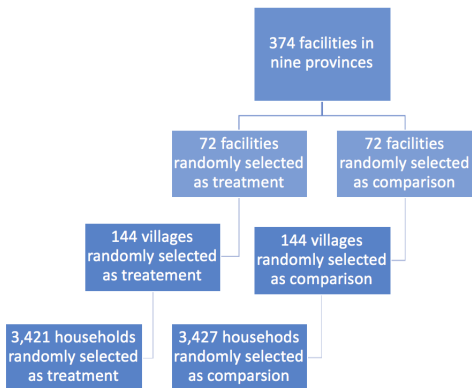 374 facilities in
nine provinces
72 facilities
randomly selected
as treatment
72 facilities
randomly selected
as comparison
144 villages
randomly selected
as treatement
144 villages
randomly selected
as comparison
3,421 households
randomly selected
as treatment
3,427 househods
randomly selected
as comparsion